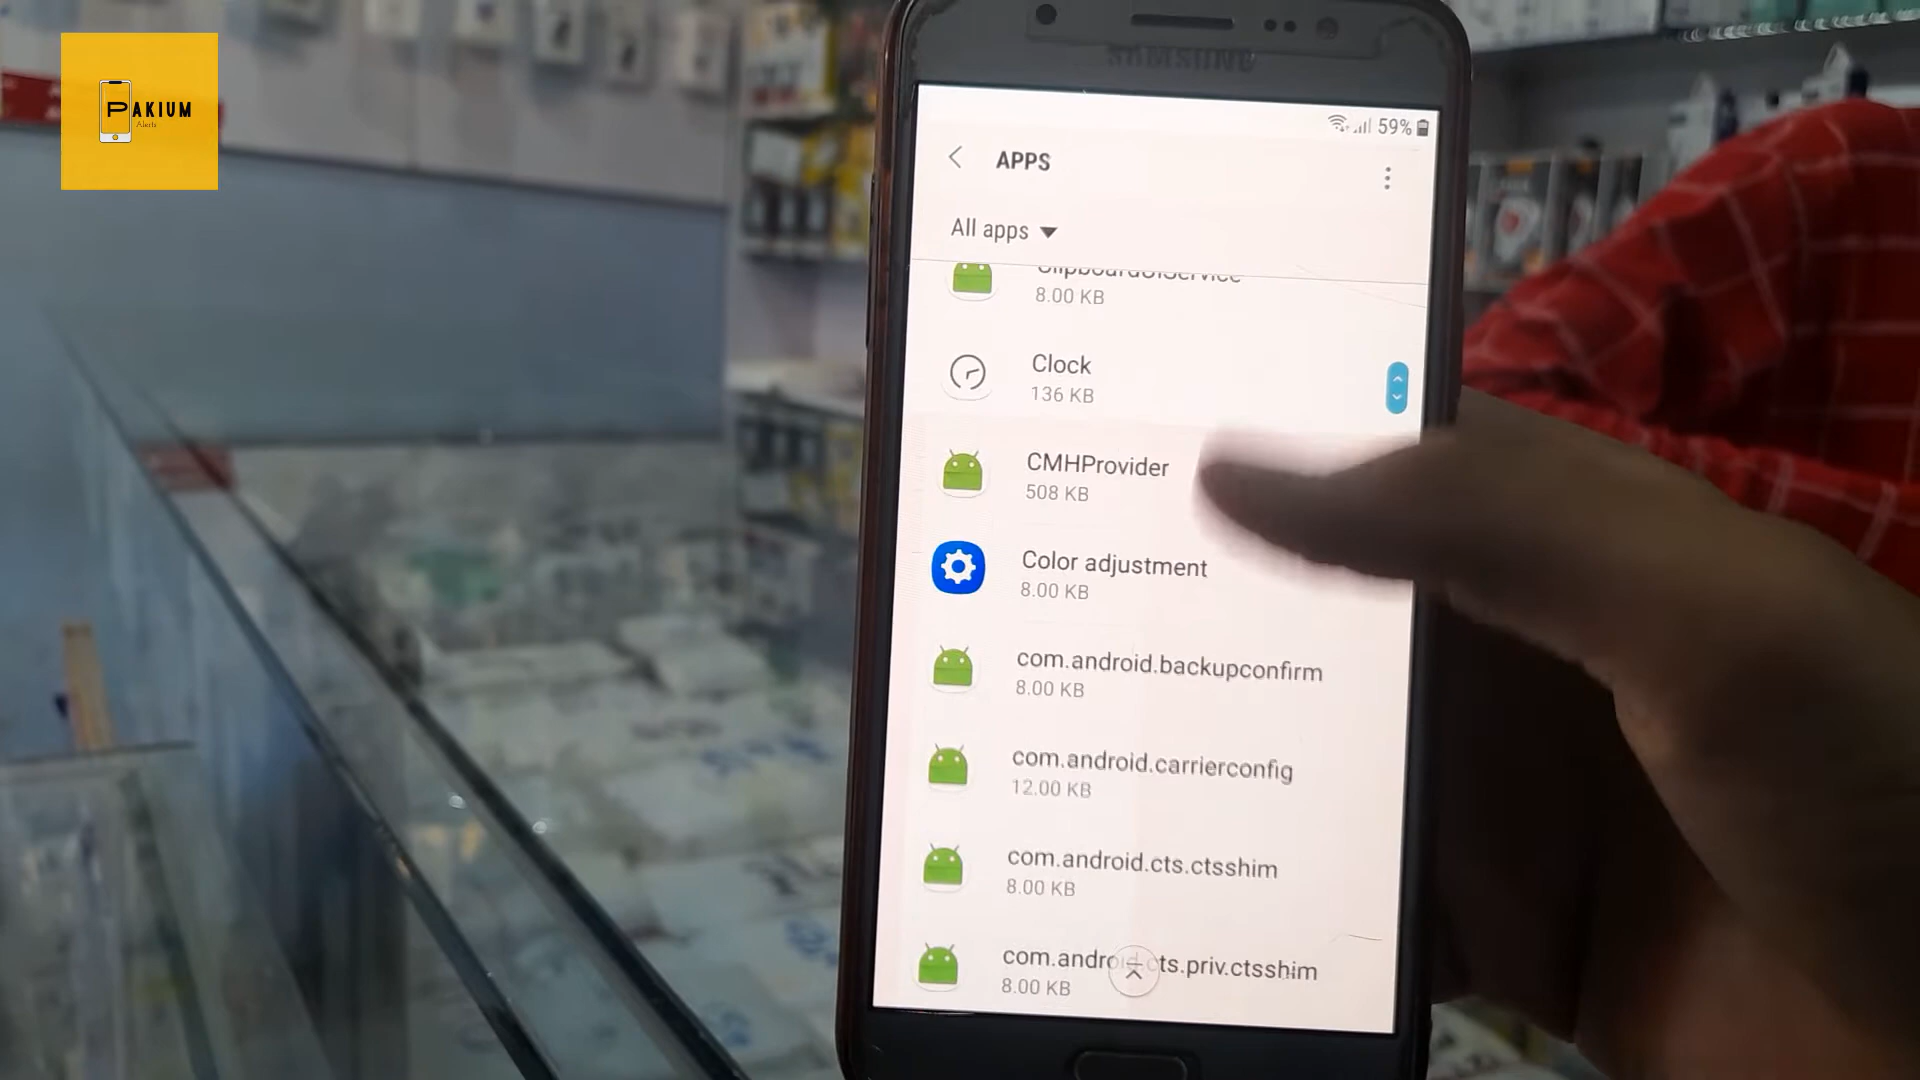 PAKIUM
Alerts
SAMSUNG
59%
APPS
All apps
ClipboardUIService
8.00 KB
Clock
136 KB
CMHProvider
508 KB
Color adjustment
8.00 KB
com.android.backupconfirm
8.00 KB
com.android.carrierconfig
12.00 KB
com.android.cts.ctsshim
8.00 KB
com.android.cts.priv.ctsshim
8.00 KB